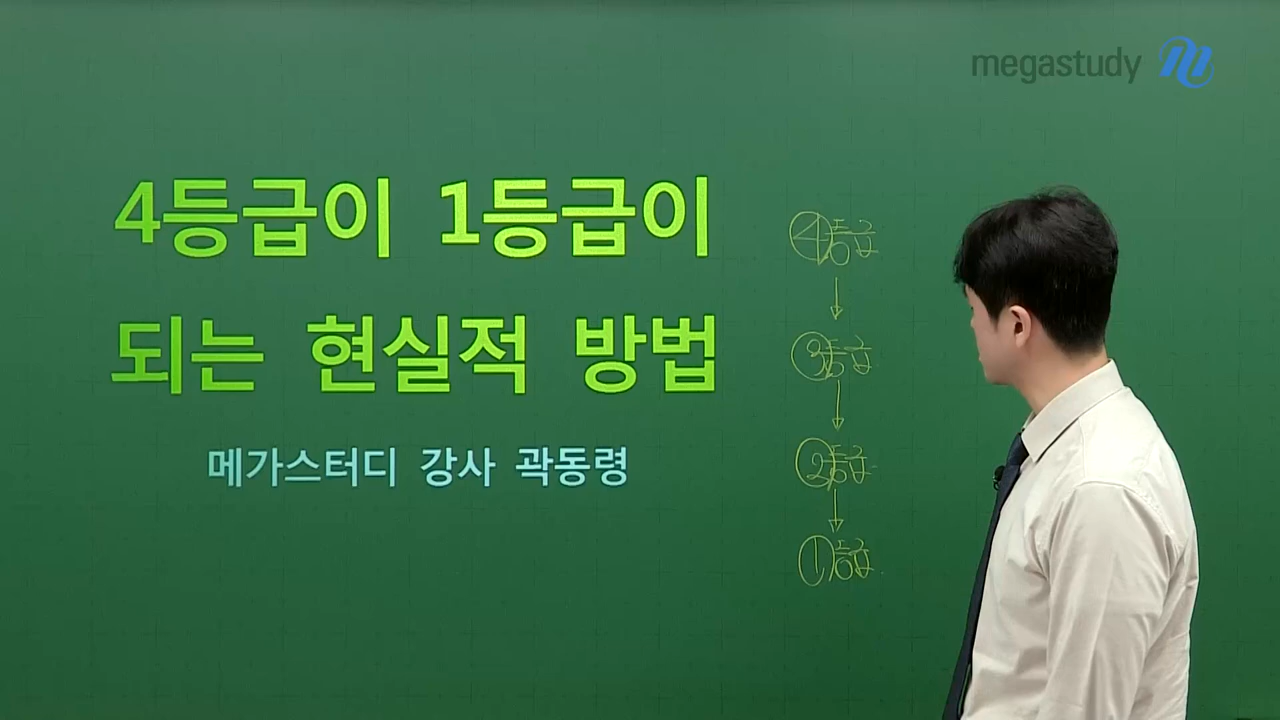 megastudy
4등급이 1등급이
되는 현실적 방법
메가스터디 강사 곽동령
④등급
↓
③등급
↓
②등급
↓
①등급